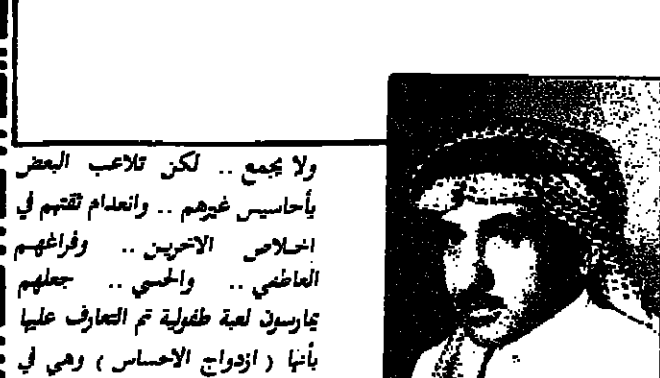 ولا يجمع .. لكن تلاعب البعض
بأحاسيس غيرهم .. وانعدام ثقتهم في
اخلاص الاخرين .. وفراغهم
العاطفي .. والحسي .. جعلهم
يمارسون لعبة طفولية تم التعارف عليها
بأنها ( ازدواج الاحساس ) وهي في